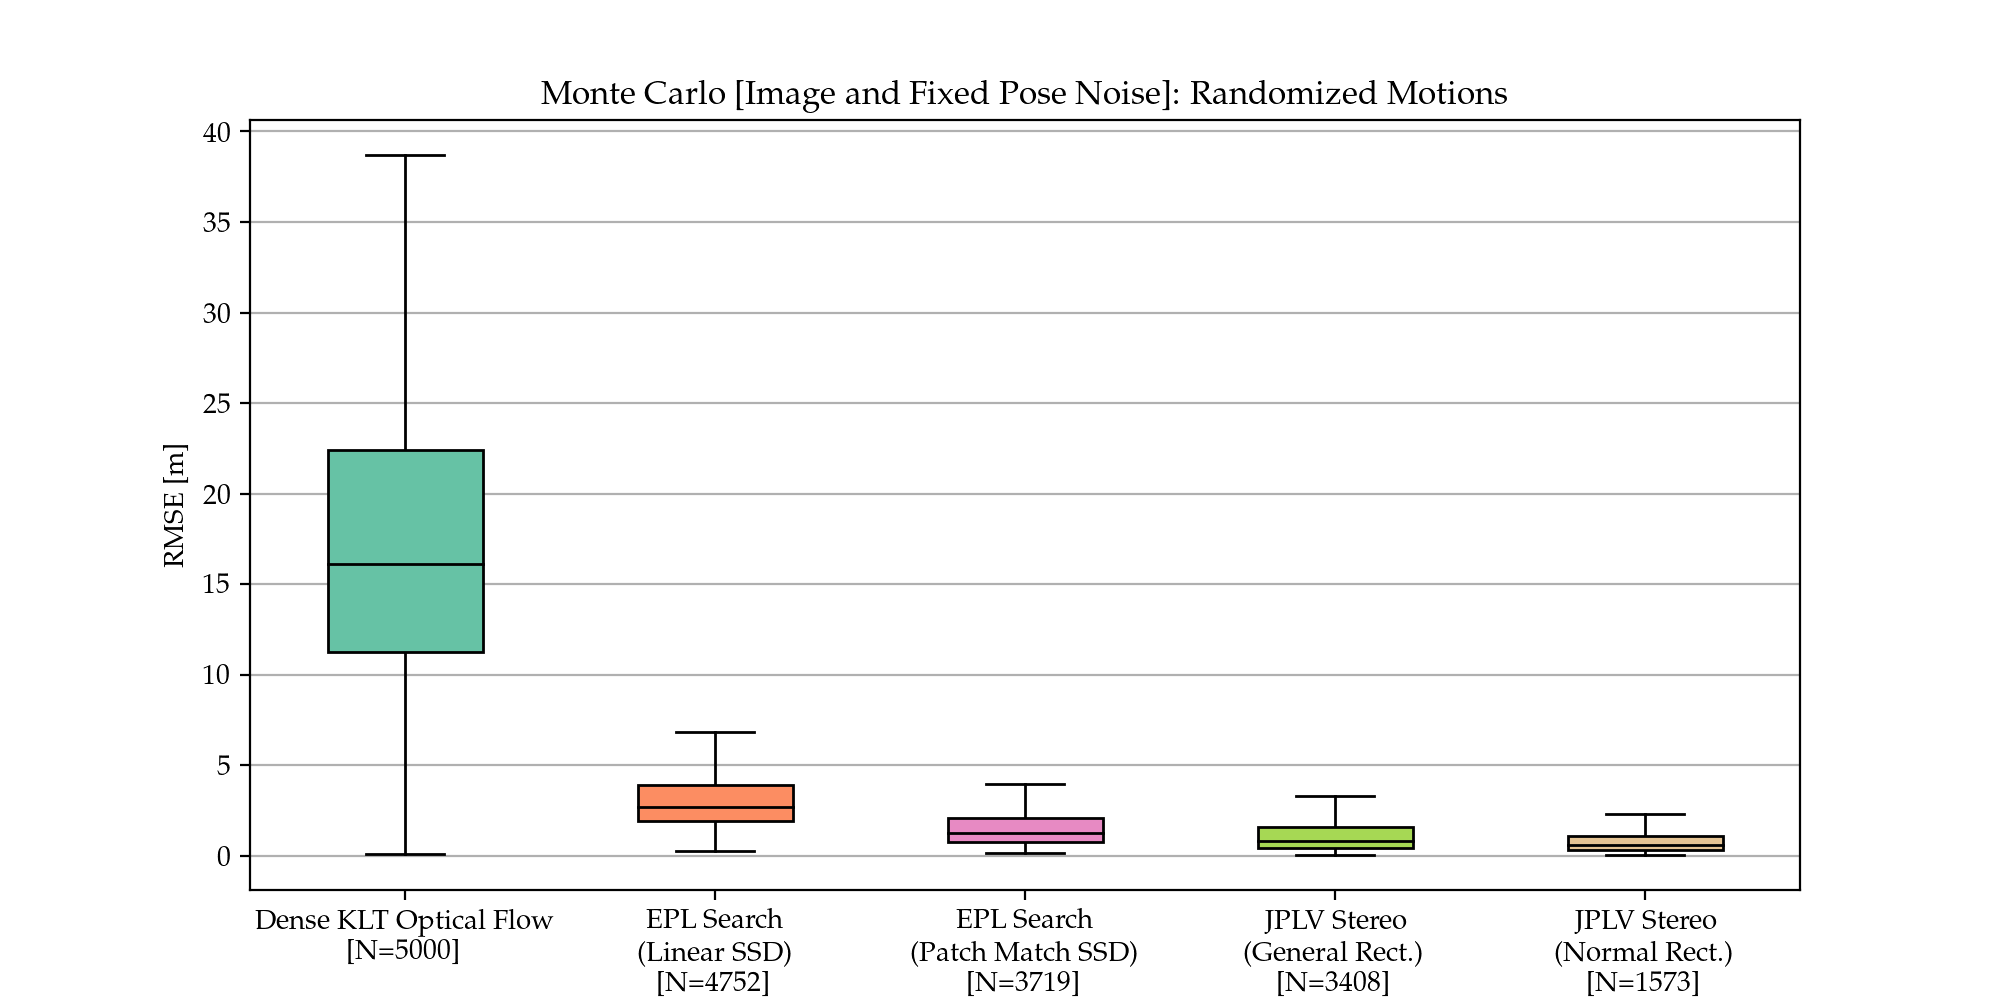 Monte Carlo [Image and Fixed Pose Noise]: Randomized Motions
40
35
30
25
20
15
10
5
0
RMSE [m]
Dense KLT Optical Flow
[N=5000]
EPL Search
(Linear SSD)
[N=4752]
EPL Search
(Patch Match SSD)
[N=3719]
JPLV Stereo
(General Rect.)
[N=3408]
JPLV Stereo
(Normal Rect.)
[N=1573]